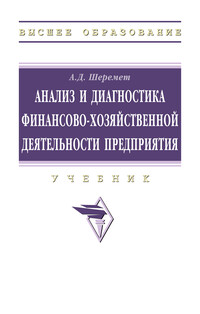 ВЫСШЕЕ ОБРАЗОВАНИЕ
А.Д. Шеремет
АНАЛИЗ И ДИАГНОСТИКА
ФИНАНСОВО-ХОЗЯЙСТВЕННОЙ
ДЕЯТЕЛЬНОСТИ ПРЕДПРИЯТИЯ
УЧЕБНИК